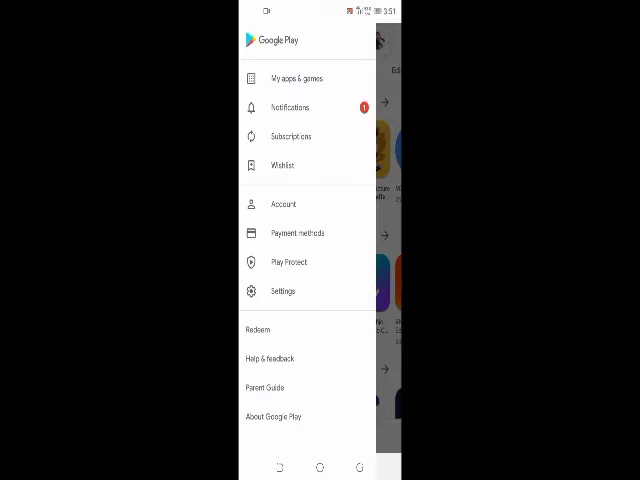 3:51
Google Play
My apps & games
Notifications
1
Subscriptions
Wishlist
Account
Payment methods
Play Protect
Settings
Redeem
Help & feedback
Parent Guide
About Google Play